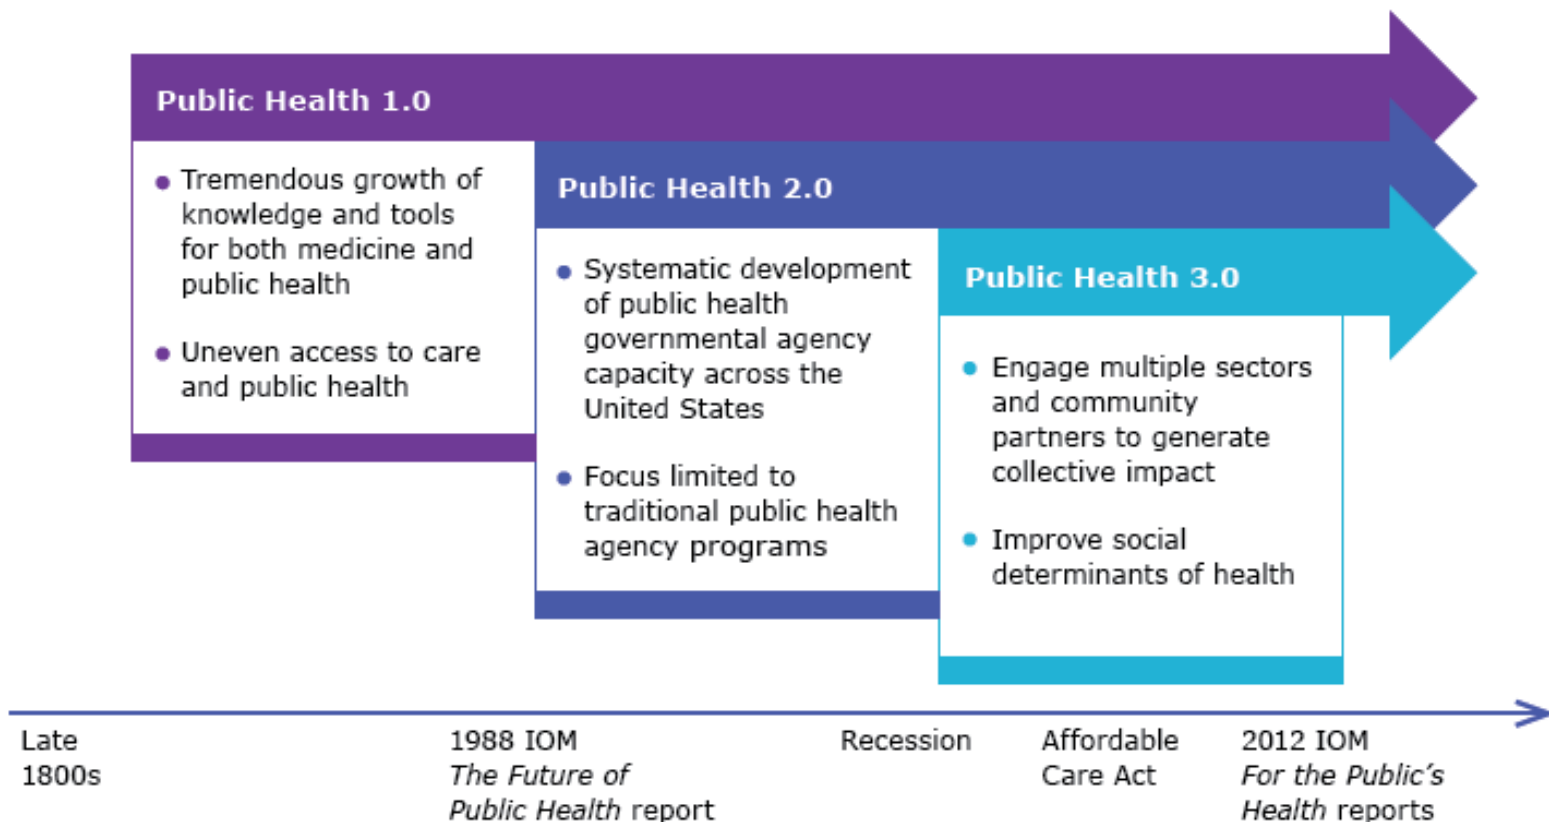 Public Health 1.0
• Tremendous growth of
knowledge and tools
for both medicine and
public health
• Uneven access to care
and public health
Public Health 2.0
• Systematic development
of public health
governmental agency
capacity across the
United States
• Focus limited to
traditional public health
agency programs
Public Health 3.0
• Engage multiple sectors
and community
partners to generate
collective impact
• Improve social
determinants of health
Late
1800s
1988 IOM
The Future of
Public Health report
Recession
Affordable
Care Act
2012 IOM
For the Public’s
Health reports